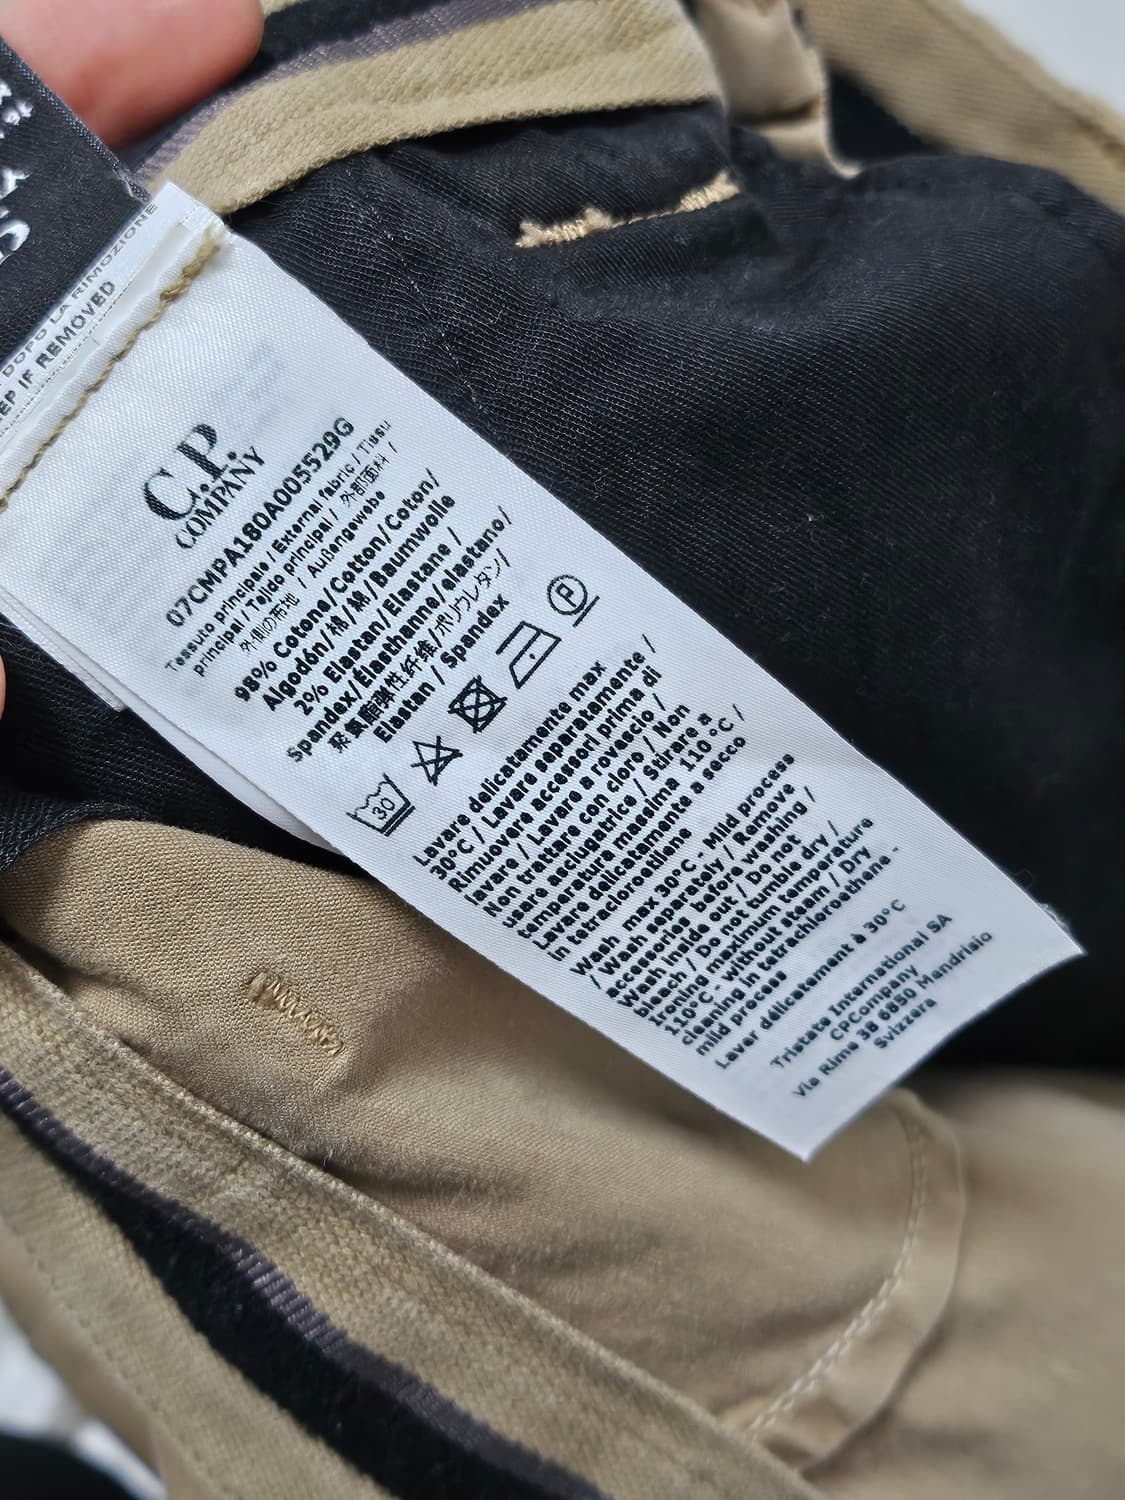 DOPO LA RIMOZIONE
IF REMOVED
C.P.
COMPANY
07CMPA180A005529G
Tessuto principale / External fabric / Tissu
principal / Tejido principal / 外部面料 /
外側の布地 / Außengewebe
98% Cotone/Cotton/Coton/
Algodón/棉/綿/Baumwolle
2% Elastan/Elastane /
Spandex/Élasthanne/elastano/
弹性纤维/ポリウレタン/
Elastan / Spandex
30
P
Lavare delicatamente max
30°C / Lavare separatamente /
Rimuovere accessori prima di
lavare / Lavare a rovescio /
Non trattare con cloro / Non
usare asciugatrice / Stirare a
temperatura massima 110 °C /
Lavare delicatamente a secco
in tetracloroetilene
Wash max 30°C - Mild process
/ Wash separately / Remove
accessories before washing /
Wash inside out / Do not
bleach / Do not tumble dry /
Ironing maximum temperature
110°C - without steam / Dry
cleaning in tetrachloroethene -
mild process
Laver délicatement à 30°C
Tristate International SA
CPCompany
Via Rime 38 6850 Mendrisio
Svizzera